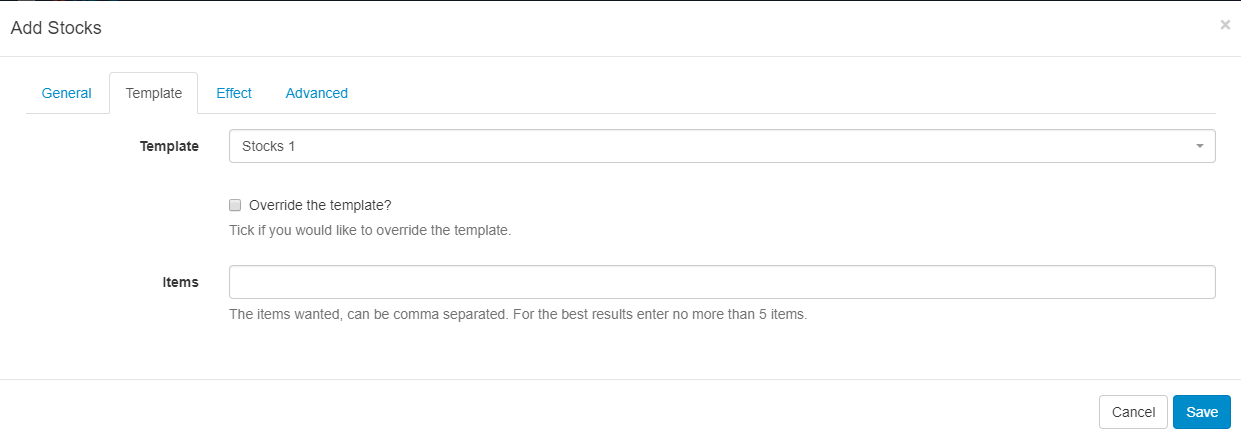 Add Stocks
×
General Template Effect Advanced
Template Stocks 1
Override the template?
Tick if you would like to override the template.
Items
The items wanted, can be comma separated. For the best results enter no more than 5 items.
Cancel Save